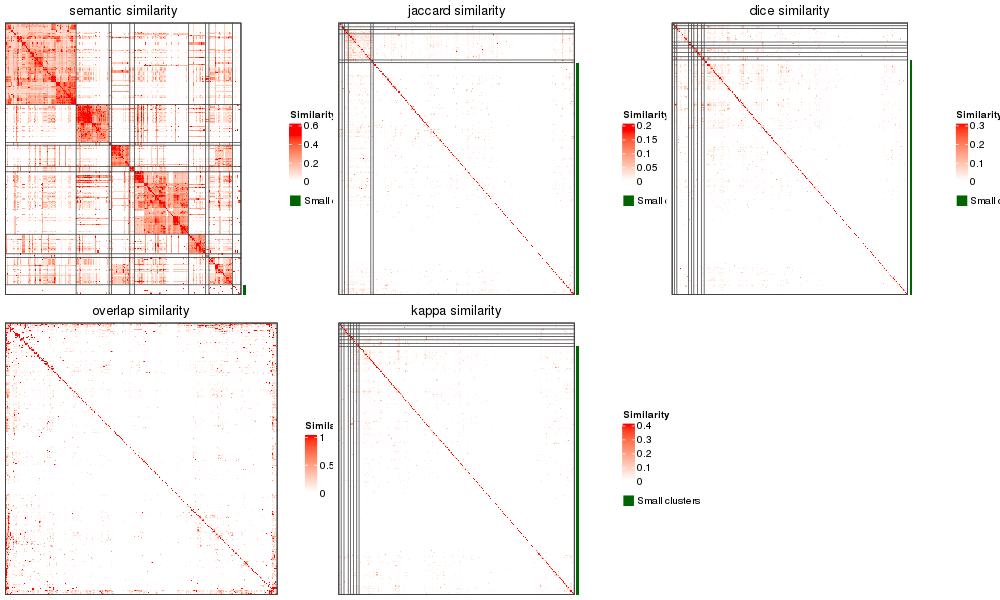 semantic similarity
Similarity
0.6
0.4
0.2
0
Small
jaccard similarity
Similarity
0.2
0.15
0.1
0.05
0
Small
dice similarity
Similarity
0.3
0.2
0.1
0
Small
overlap similarity
Simila
1
0.5
0
kappa similarity
Similarity
0.4
0.3
0.2
0.1
0
Small clusters